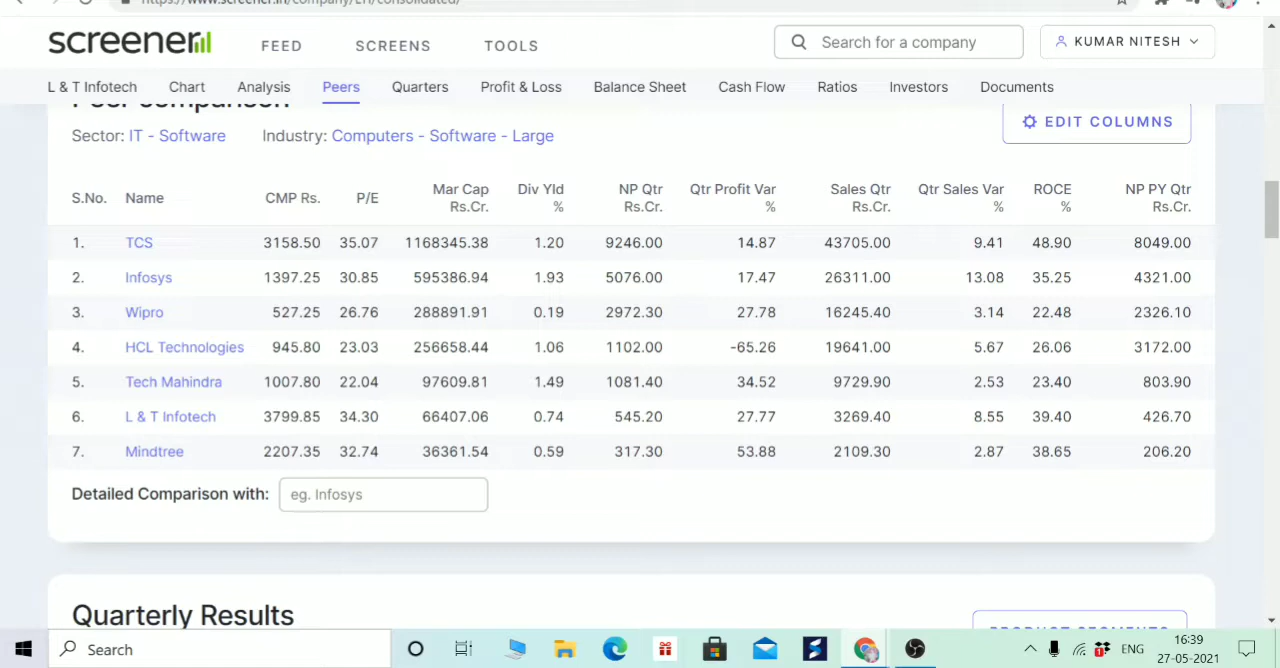 https://www.screener.in/company/LTI/consolidated/
screener
FEED
SCREENS
TOOLS
Search for a company
KUMAR NITESH
L & T Infotech
Chart
Analysis
Peers
Quarters
Profit & Loss
Balance Sheet
Cash Flow
Ratios
Investors
Documents
Peer comparison
Sector: IT - Software Industry: Computers - Software - Large
EDIT COLUMNS
S.No. Name CMP Rs. P/E Mar Cap Rs.Cr. Div Yld % NP Qtr Rs.Cr. Qtr Profit Var % Sales Qtr Rs.Cr. Qtr Sales Var % ROCE % NP PY Qtr Rs.Cr.
1. TCS 3158.50 35.07 1168345.38 1.20 9246.00 14.87 43705.00 9.41 48.90 8049.00
2. Infosys 1397.25 30.85 595386.94 1.93 5076.00 17.47 26311.00 13.08 35.25 4321.00
3. Wipro 527.25 26.76 288891.91 0.19 2972.30 27.78 16245.40 3.14 22.48 2326.10
4. HCL Technologies 945.80 23.03 256658.44 1.06 1102.00 -65.26 19641.00 5.67 26.06 3172.00
5. Tech Mahindra 1007.80 22.04 97609.81 1.49 1081.40 34.52 9729.90 2.53 23.40 803.90
6. L & T Infotech 3799.85 34.30 66407.06 0.74 545.20 27.77 3269.40 8.55 39.40 426.70
7. Mindtree 2207.35 32.74 36361.54 0.59 317.30 53.88 2109.30 2.87 38.65 206.20
Detailed Comparison with: eg. Infosys
Quarterly Results
PRODUCT SEGMENTS
Search
ENG
16:39
27-05-2021